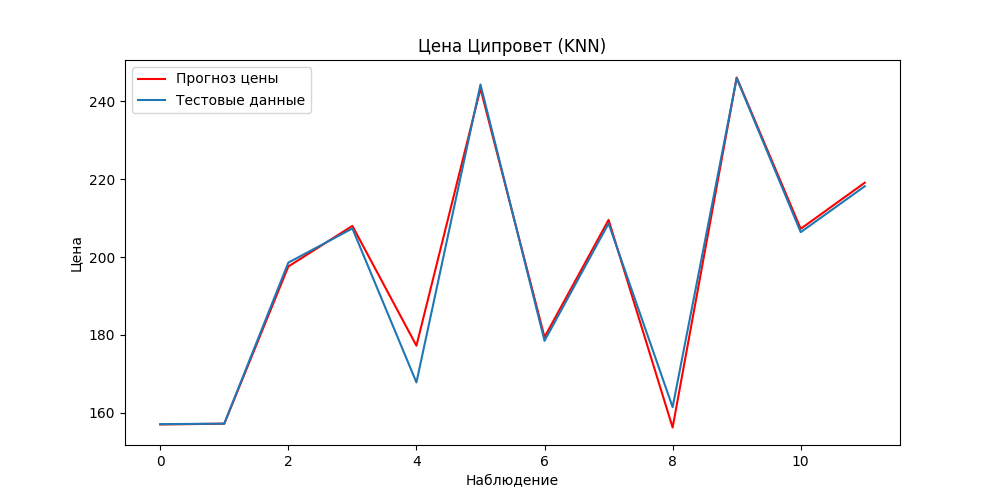 Цена Ципровет (KNN)
Прогноз цены
Тестовые данные
Цена
240
220
200
180
160
0 2 4 6 8 10
Наблюдение